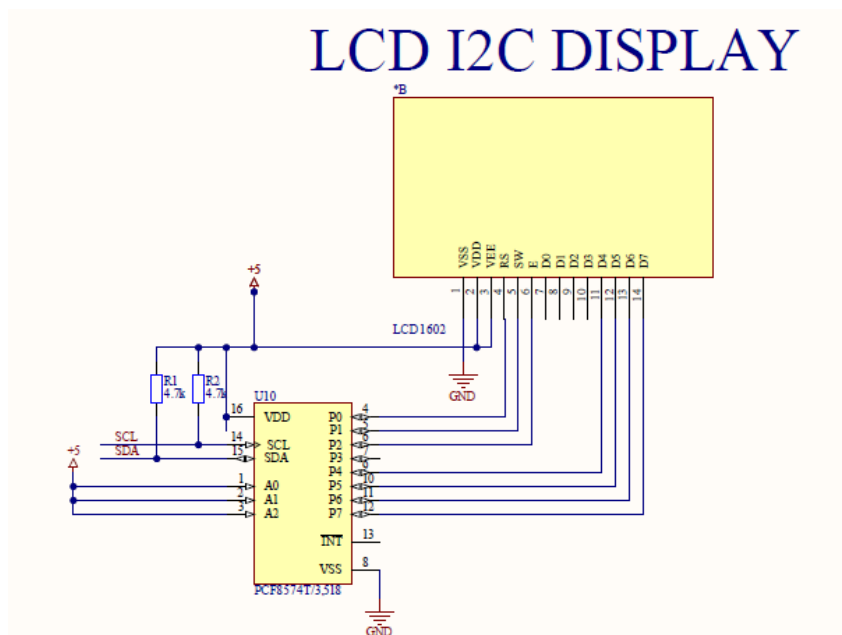 LCD I2C DISPLAY
*B
VSS
VDD
VEE
RS
SW
E
D0
D1
D2
D3
D4
D5
D6
D7
1
2
3
4
5
6
7
8
9
10
11
12
13
14
+5
LCD1602
GND
R1
4.7k
R2
4.7k
U10
16 VDD P0 4
P1 5
SCL 14 SCL P2 6
SDA 15 SDA P3 7
+5
P4 9
1 A0 P5 10
2 A1 P6 11
3 A2 P7 12
INT 13
VSS 8
PCF8574T/3,518
GND